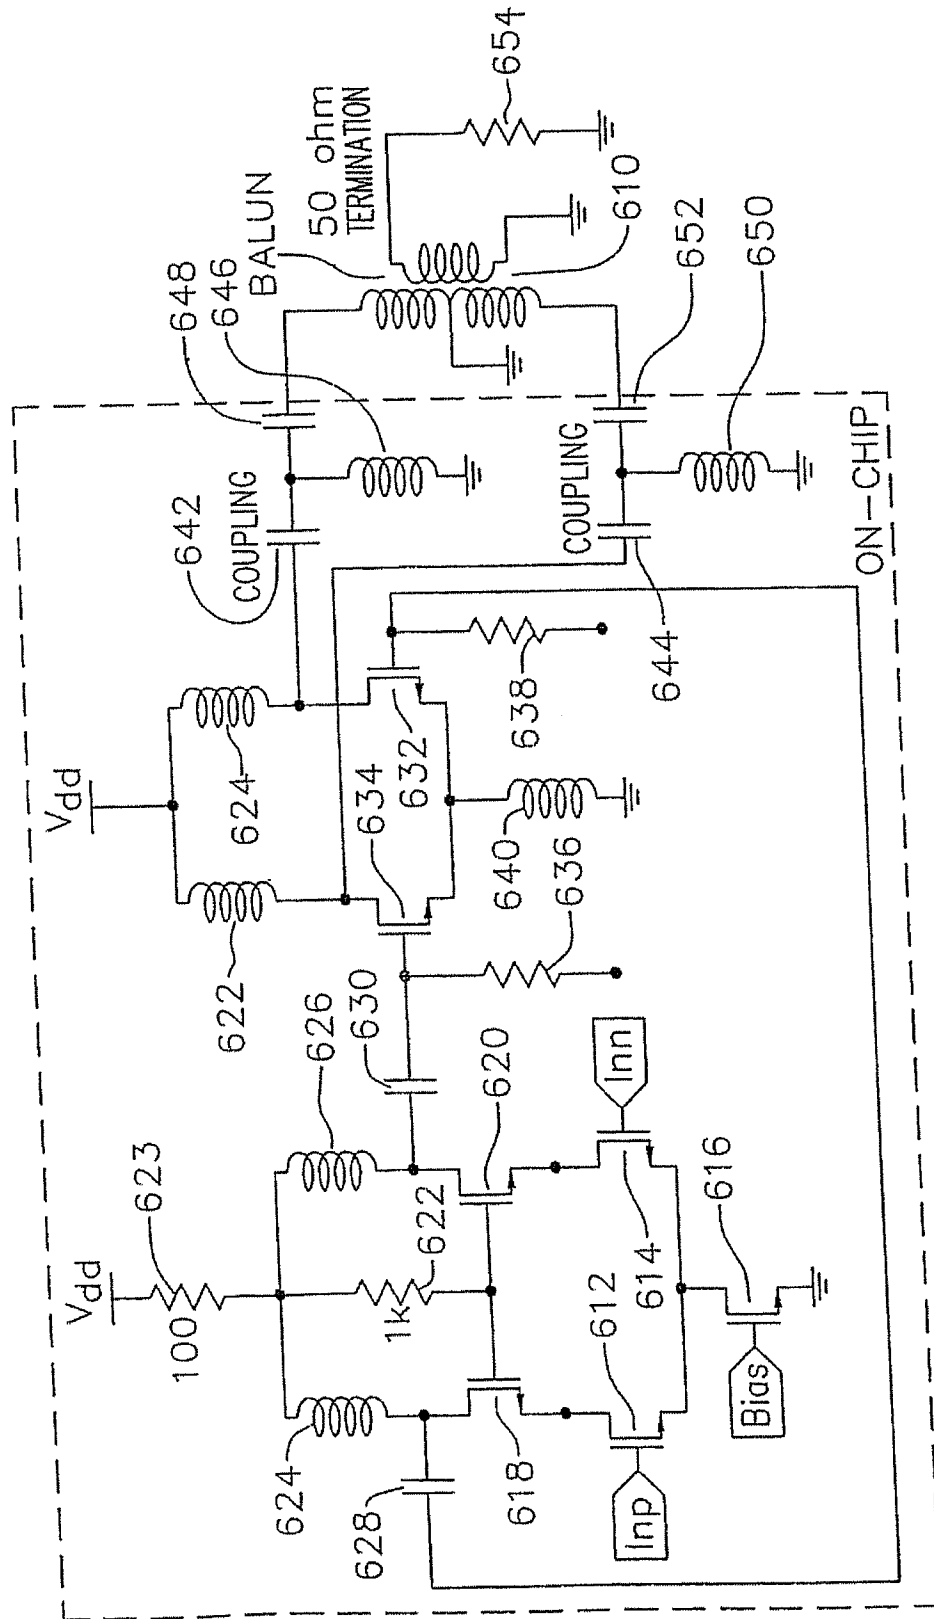 Vdd
623
100
624
626
630
1k
622
620
628
618
612
614
Inp
Inn
616
Bias
Vdd
622
624
634
632
640
636
638
642
COUPLING
648
646
BALUN
50 ohm
TERMINATION
654
610
652
650
COUPLING
644
ON-CHIP